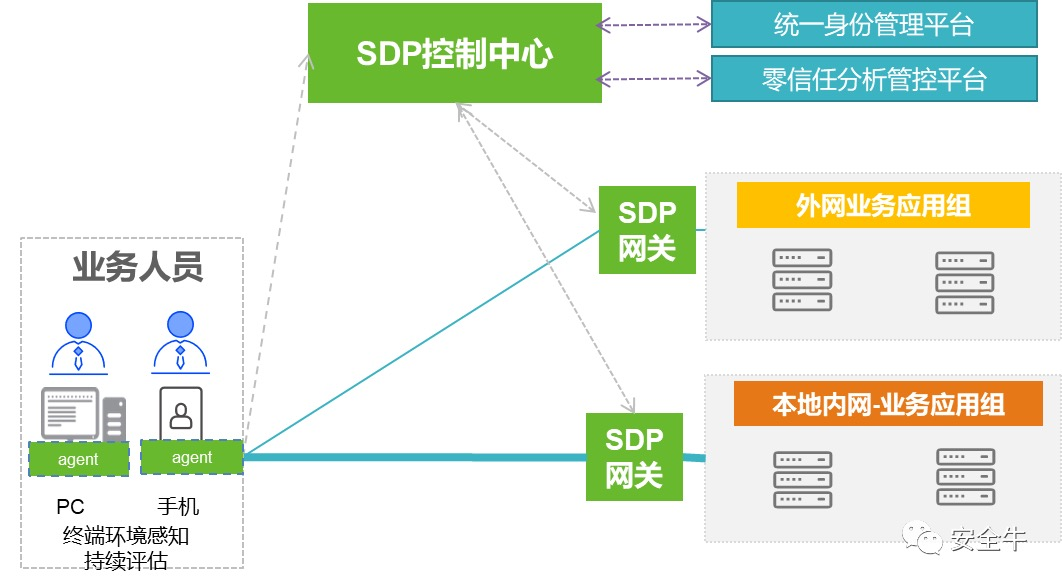 SDP控制中心
统一身份管理平台
零信任分析管控平台
SDP
网关
外网业务应用组
业务人员
本地内网-业务应用组
SDP
网关
agent
agent
PC
手机
终端环境感知
持续评估
安全牛